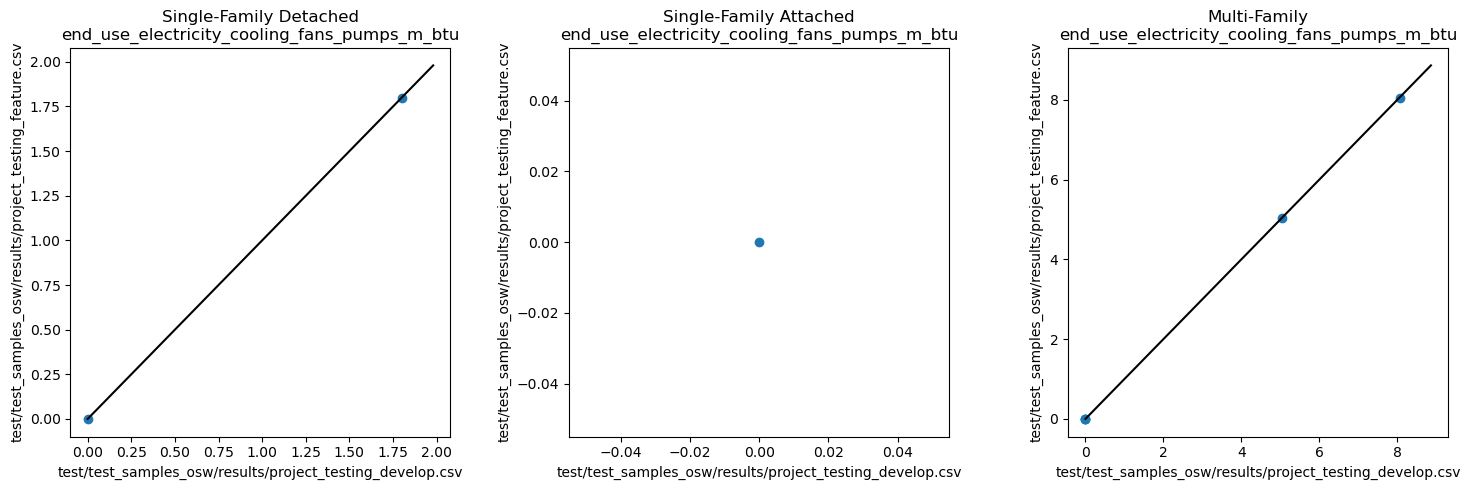 Single-Family Detached
end_use_electricity_cooling_fans_pumps_m_btu
test/test_samples_osw/results/project_testing_feature.csv
2.00
1.75
1.50
1.25
1.00
0.75
0.50
0.25
0.00
0.00 0.25 0.50 0.75 1.00 1.25 1.50 1.75 2.00
test/test_samples_osw/results/project_testing_develop.csv
Single-Family Attached
end_use_electricity_cooling_fans_pumps_m_btu
test/test_samples_osw/results/project_testing_feature.csv
0.04
0.02
0.00
−0.02
−0.04
−0.04 −0.02 0.00 0.02 0.04
test/test_samples_osw/results/project_testing_develop.csv
Multi-Family
end_use_electricity_cooling_fans_pumps_m_btu
test/test_samples_osw/results/project_testing_feature.csv
8
6
4
2
0
0 2 4 6 8
test/test_samples_osw/results/project_testing_develop.csv